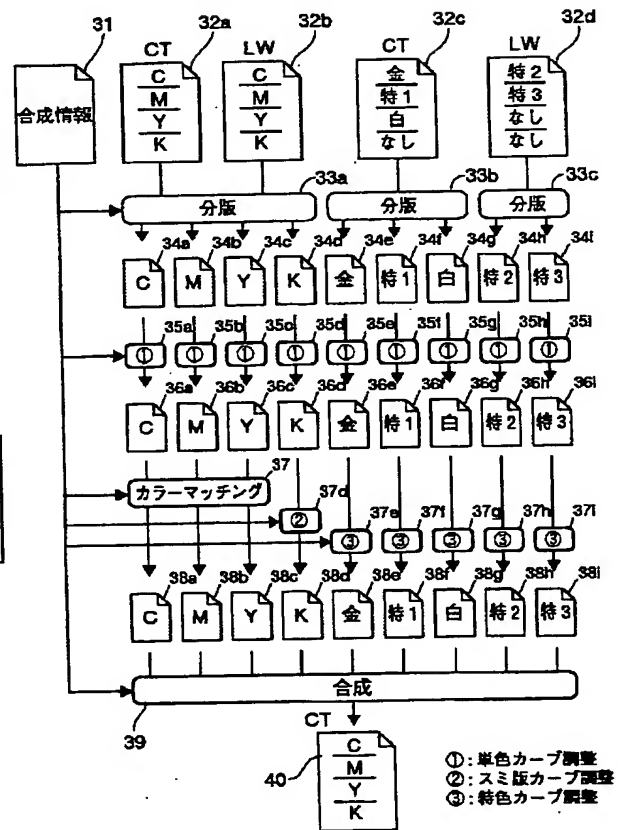 31 32a 32b 32c 32d
CT LW CT LW
合成情報
C
M
Y
K
C
M
Y
K
金
特1
白
なし
特2
特3
なし
なし
33a 33b 33c
分版 分版 分版
34a 34b 34c 34d 34e 34f 34g 34h 34i
C M Y K 金 特1 白 特2 特3
35a 35b 35c 35d 35e 35f 35g 35h 35i
① ① ① ① ① ① ① ① ①
36a 36b 36c 36d 36e 36f 36g 36h 36i
C M Y K 金 特1 白 特2 特3
37
カラーマッチング
37d
②
37e 37f 37g 37h 37i
③ ③ ③ ③ ③
38a 38b 38c 38d 38e 38f 38g 38h 38i
C M Y K 金 特1 白 特2 特3
合成
39
CT
40
C
M
Y
K
①:単色カーブ調整
②:スミ版カーブ調整
③:特色カーブ調整